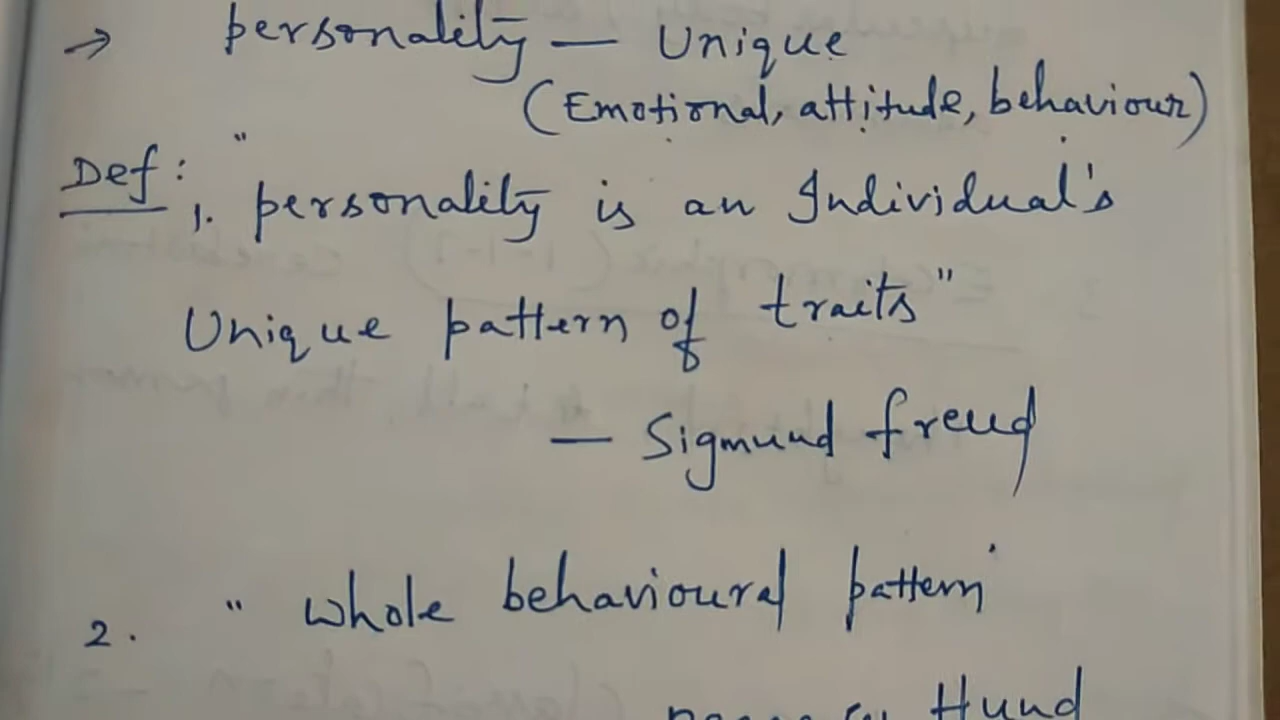 → personality — Unique
(Emotional, attitude, behaviour)
Def: 1. "personality is an Individual's
Unique pattern of traits"
— Sigmund freud
2. " whole behavioural pattern
Hund